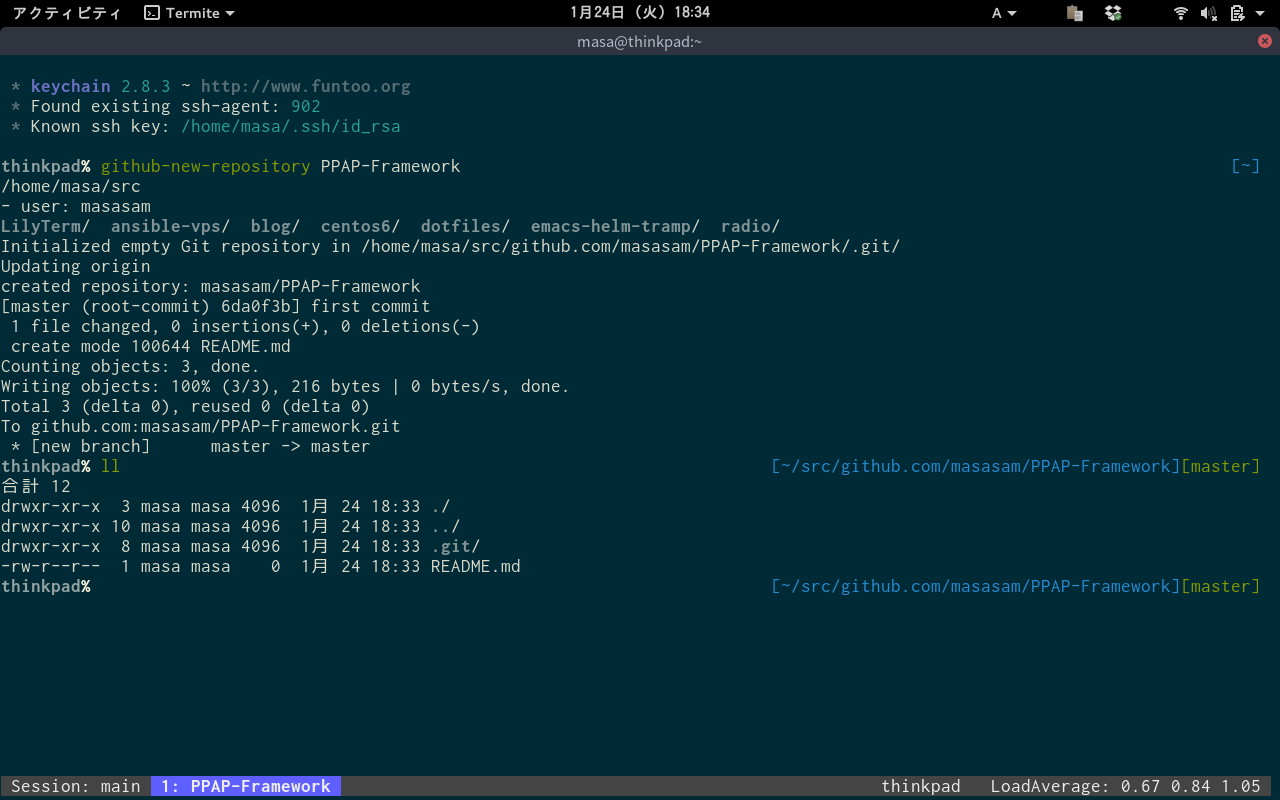 アクティビティ Termite 1月24日 (火) 18:34 A
masa@thinkpad:~
* keychain 2.8.3 ~ http://www.funtoo.org
* Found existing ssh-agent: 902
* Known ssh key: /home/masa/.ssh/id_rsa
thinkpad% github-new-repository PPAP-Framework [~]
/home/masa/src
- user: masasam
LilyTerm/ ansible-vps/ blog/ centos6/ dotfiles/ emacs-helm-tramp/ radio/
Initialized empty Git repository in /home/masa/src/github.com/masasam/PPAP-Framework/.git/
Updating origin
created repository: masasam/PPAP-Framework
[master (root-commit) 6da0f3b] first commit
1 file changed, 0 insertions(+), 0 deletions(-)
create mode 100644 README.md
Counting objects: 3, done.
Writing objects: 100% (3/3), 216 bytes | 0 bytes/s, done.
Total 3 (delta 0), reused 0 (delta 0)
To github.com:masasam/PPAP-Framework.git
* [new branch] master -> master
thinkpad% ll [~/src/github.com/masasam/PPAP-Framework][master]
合計 12
drwxr-xr-x 3 masa masa 4096 1月 24 18:33 ./
drwxr-xr-x 10 masa masa 4096 1月 24 18:33 ../
drwxr-xr-x 8 masa masa 4096 1月 24 18:33 .git/
-rw-r--r-- 1 masa masa 0 1月 24 18:33 README.md
thinkpad% [~/src/github.com/masasam/PPAP-Framework][master]
Session: main 1: PPAP-Framework thinkpad LoadAverage: 0.67 0.84 1.05